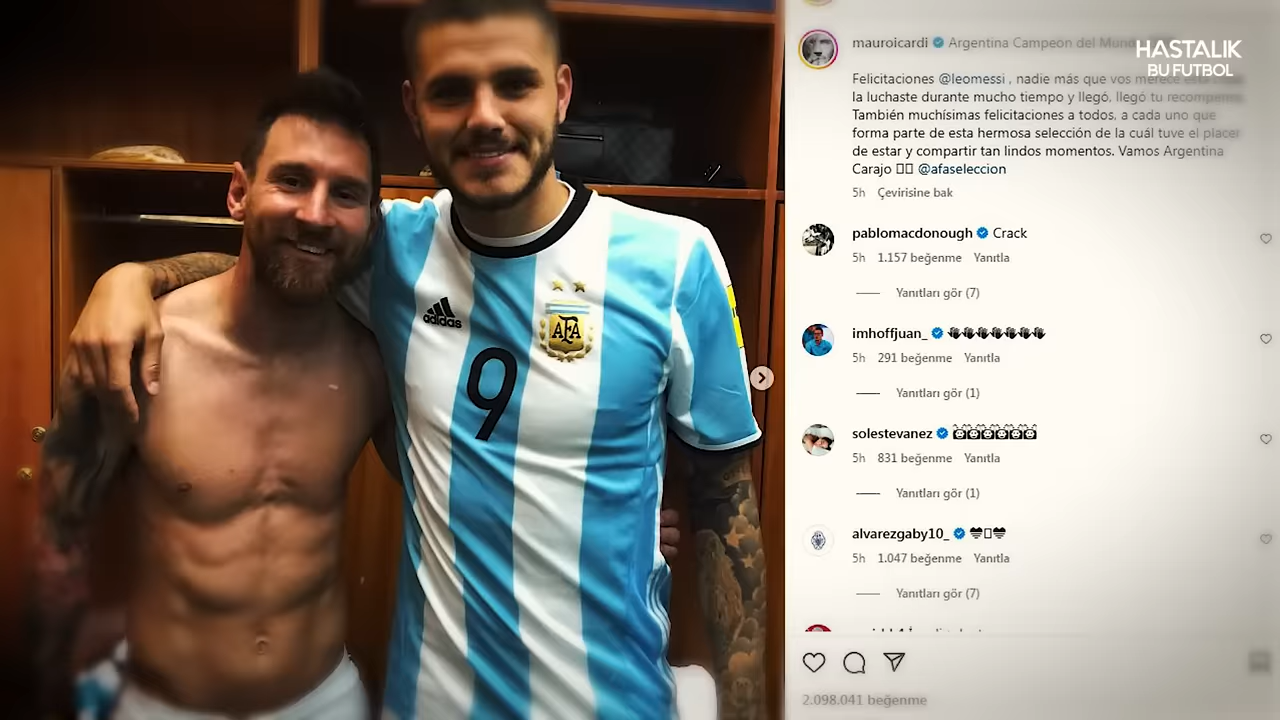 mauroicardi Argentina Campeon del Mundo
HASTALIK
BU FUTBOL
Felicitaciones @leomessi , nadie más que vos merece
la luchaste durante mucho tiempo y llegó, llegó tu recompensa
También muchísimas felicitaciones a todos, a cada uno que
forma parte de esta hermosa selección de la cuál tuve el placer
de estar y compartir tan lindos momentos. Vamos Argentina
Carajo @afaseleccion
5h Çevirisine bak
pablomacdonough Crack
5h 1.157 beğenme Yanıtla
Yanıtları gör (7)
imhoffjuan_
5h 291 beğenme Yanıtla
Yanıtları gör (1)
solestevanez
5h 831 beğenme Yanıtla
Yanıtları gör (1)
alvarezgaby10_
5h 1.047 beğenme Yanıtla
Yanıtları gör (7)
2.098.041 beğenme
adidas
AFA
9